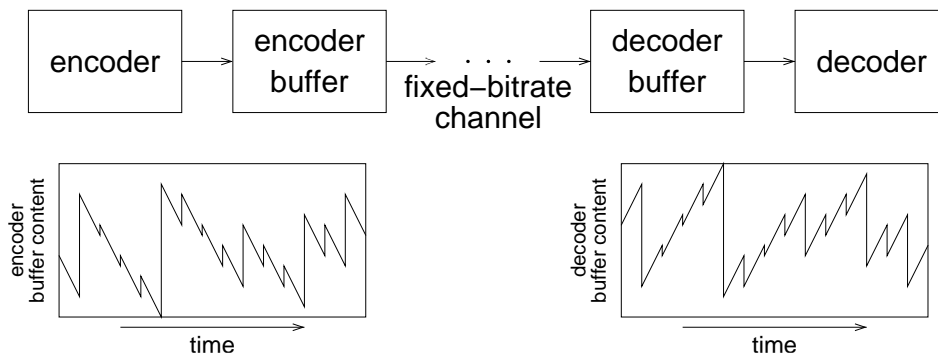 encoder
encoder
buffer
. . .
fixed−bitrate
channel
decoder
buffer
decoder
encoder
buffer content
time
decoder
buffer content
time